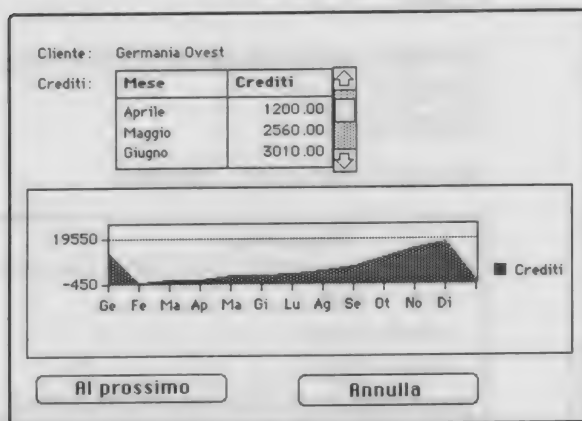 Cliente: Germania Ovest
Crediti:
Mese Crediti
Aprile 1200.00
Maggio 2560.00
Giugno 3010.00
19550
-450
Ge Fe Ma Ap Ma Gi Lu Ag Se Ot No Di
Crediti
Al prossimo Annulla